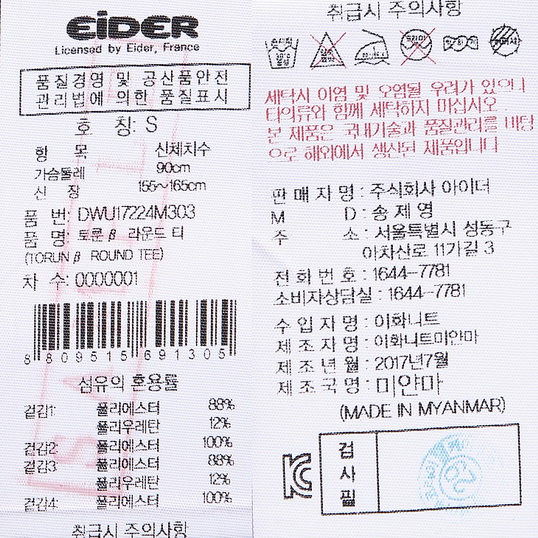 EiDER
Licensed by Eider, France
품질경영 및 공산품안전
관리법에 의한 품질표시
호 칭: S
항 목 신체치수
가슴둘레 90cm
신 장 155~165cm
품 번: DWU17224M303
품 명: 토룬 β 라운드 티
(TORUN β ROUND TEE)
차 수: 0000001
8 809515 691305
섬유의 혼용률
겉감1: 폴리에스터 88%
폴리우레탄 12%
겉감2: 폴리에스터 100%
겉감3: 폴리에스터 88%
폴리우레탄 12%
겉감4: 폴리에스터 100%
취급시 주의사항
취급시 주의사항
세탁시 이염 및 오염될 우려가 있으니
타의류와 함께 세탁하지 마십시오.
본 제품은 국내기술과 품질관리를 바탕
으로 해외에서 생산된 제품입니다
판 매 자 명 : 주식회사 아이더
M D : 송 제 영
주 소 : 서울특별시 성동구
아차산로 11가길 3
전 화 번 호 : 1644-7781
소비자상담실 : 1644-7781
수 입 자 명 : 이화니트
제 조 자 명 : 이화니트미얀마
제 조 년 월 : 2017년7월
제 조 국 명 : 미얀마
(MADE IN MYANMAR)
KC
검
사
필